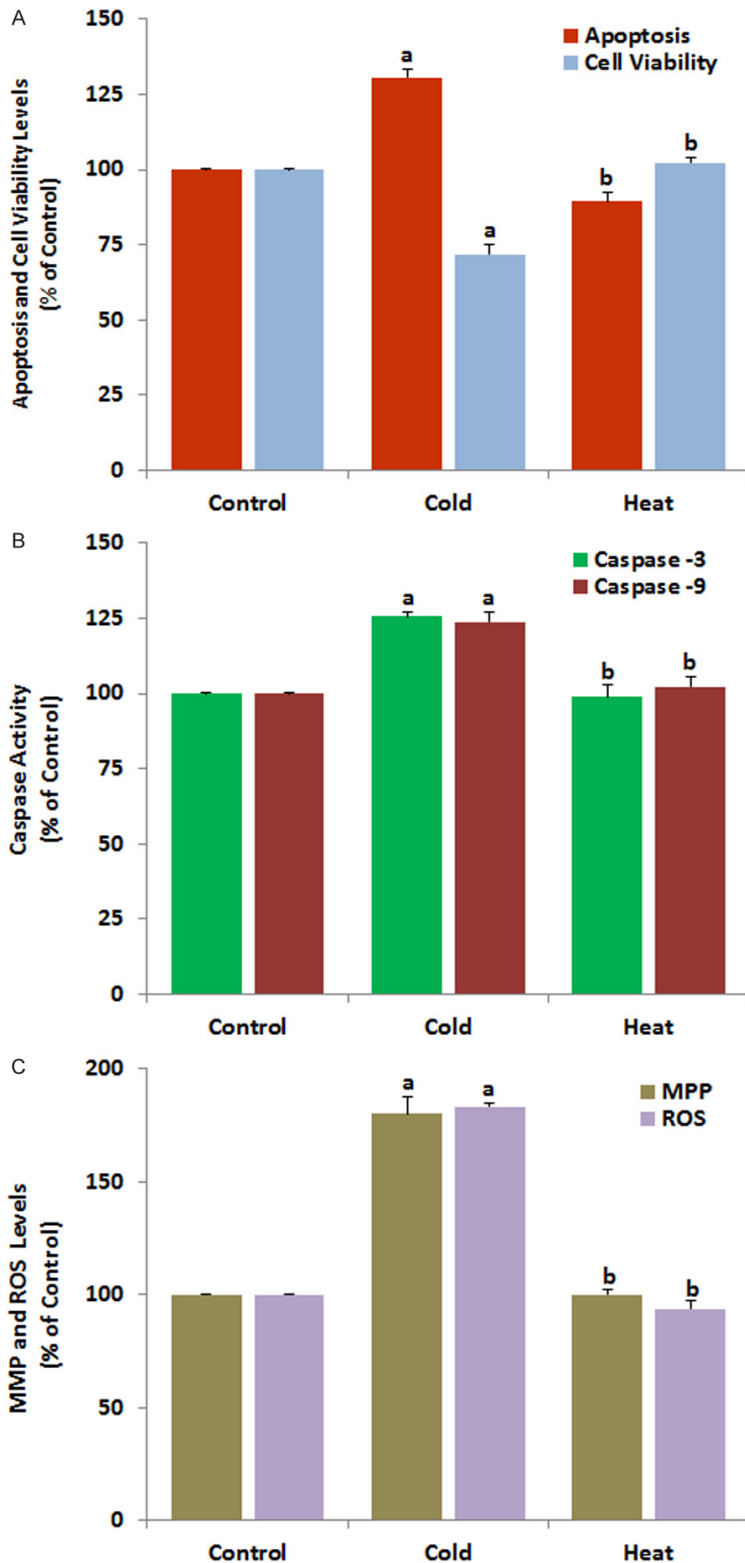 A
Apoptosis and Cell Viability Levels
(% of Control)
150
125
100
75
50
25
0
Apoptosis
Cell Viability
a
a
b
b
Control
Cold
Heat
B
Caspase Activity
(% of Control)
150
125
100
75
50
25
0
Caspase -3
Caspase -9
a
a
b
b
Control
Cold
Heat
C
MMP and ROS Levels
(% of Control)
200
150
100
50
0
MPP
ROS
a
a
b
b
Control
Cold
Heat